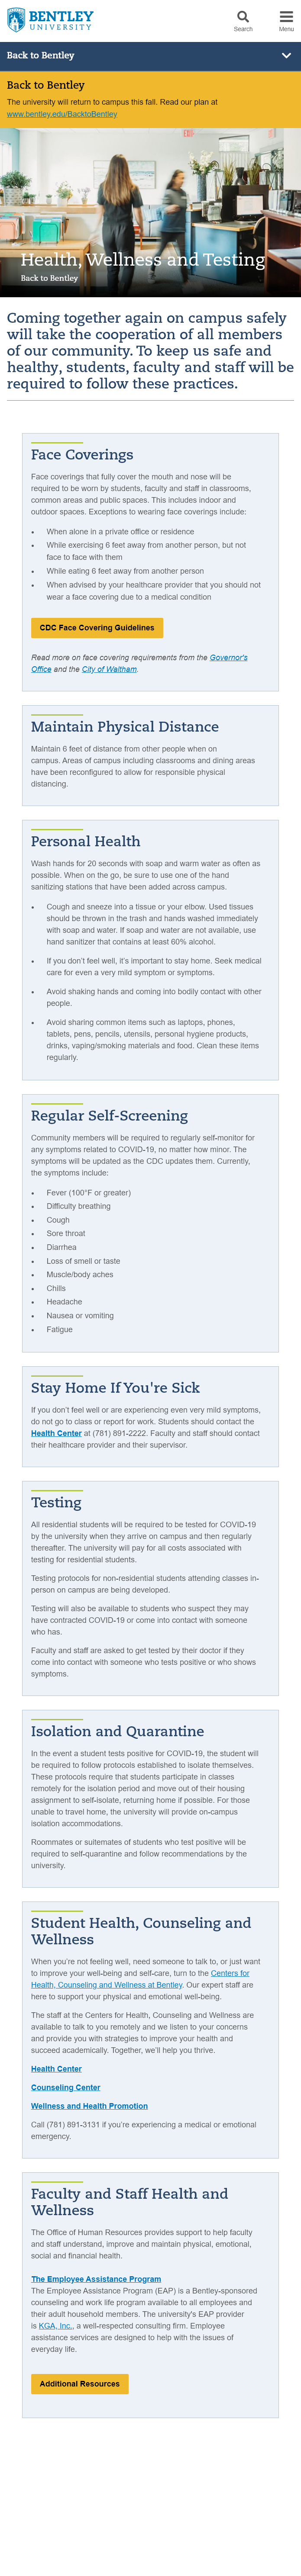 BENTLEY
UNIVERSITY
Search
Menu
Back to Bentley
Back to Bentley
The university will return to campus this fall. Read our plan at
www.bentley.edu/BacktoBentley
Health, Wellness and Testing
Back to Bentley
Coming together again on campus safely
will take the cooperation of all members
of our community. To keep us safe and
healthy, students, faculty and staff will be
required to follow these practices.
Face Coverings
Face coverings that fully cover the mouth and nose will be
required to be worn by students, faculty and staff in classrooms,
common areas and public spaces. This includes indoor and
outdoor spaces. Exceptions to wearing face coverings include:
• When alone in a private office or residence
• While exercising 6 feet away from another person, but not
face to face with them
• While eating 6 feet away from another person
• When advised by your healthcare provider that you should not
wear a face covering due to a medical condition
CDC Face Covering Guidelines
Read more on face covering requirements from the Governor's
Office and the City of Waltham.
Maintain Physical Distance
Maintain 6 feet of distance from other people when on
campus. Areas of campus including classrooms and dining areas
have been reconfigured to allow for responsible physical
distancing.
Personal Health
Wash hands for 20 seconds with soap and warm water as often as
possible. When on the go, be sure to use one of the hand
sanitizing stations that have been added across campus.
• Cough and sneeze into a tissue or your elbow. Used tissues
should be thrown in the trash and hands washed immediately
with soap and water. If soap and water are not available, use
hand sanitizer that contains at least 60% alcohol.
• If you don't feel well, it's important to stay home. Seek medical
care for even a very mild symptom or symptoms.
• Avoid shaking hands and coming into bodily contact with other
people.
• Avoid sharing common items such as laptops, phones,
tablets, pens, pencils, utensils, personal hygiene products,
drinks, vaping/smoking materials and food. Clean these items
regularly.
Regular Self-Screening
Community members will be required to regularly self-monitor for
any symptoms related to COVID-19, no matter how minor. The
symptoms will be updated as the CDC updates them. Currently,
the symptoms include:
• Fever (100°F or greater)
• Difficulty breathing
• Cough
• Sore throat
• Diarrhea
• Loss of smell or taste
• Muscle/body aches
• Chills
• Headache
• Nausea or vomiting
• Fatigue
Stay Home If You're Sick
If you don't feel well or are experiencing even very mild symptoms,
do not go to class or report for work. Students should contact the
Health Center at (781) 891-2222. Faculty and staff should contact
their healthcare provider and their supervisor.
Testing
All residential students will be required to be tested for COVID-19
by the university when they arrive on campus and then regularly
thereafter. The university will pay for all costs associated with
testing for residential students.
Testing protocols for non-residential students attending classes in-
person on campus are being developed.
Testing will also be available to students who suspect they may
have contracted COVID-19 or come into contact with someone
who has.
Faculty and staff are asked to get tested by their doctor if they
come into contact with someone who tests positive or who shows
symptoms.
Isolation and Quarantine
In the event a student tests positive for COVID-19, the student will
be required to follow protocols established to isolate themselves.
These protocols require that students participate in classes
remotely for the isolation period and move out of their housing
assignment to self-isolate, returning home if possible. For those
unable to travel home, the university will provide on-campus
isolation accommodations.
Roommates or suitemates of students who test positive will be
required to self-quarantine and follow recommendations by the
university.
Student Health, Counseling and
Wellness
When you're not feeling well, need someone to talk to, or just want
to improve your well-being and self-care, turn to the Centers for
Health, Counseling and Wellness at Bentley. Our expert staff are
here to support your physical and emotional well-being.
The staff at the Centers for Health, Counseling and Wellness are
available to talk to you remotely and we listen to your concerns
and provide you with strategies to improve your health and
succeed academically. Together, we'll help you thrive.
Health Center
Counseling Center
Wellness and Health Promotion
Call (781) 891-3131 if you're experiencing a medical or emotional
emergency.
Faculty and Staff Health and
Wellness
The Office of Human Resources provides support to help faculty
and staff understand, improve and maintain physical, emotional,
social and financial health.
The Employee Assistance Program
The Employee Assistance Program (EAP) is a Bentley-sponsored
counseling and work life program available to all employees and
their adult household members. The university's EAP provider
is KGA, Inc., a well-respected consulting firm. Employee
assistance services are designed to help with the issues of
everyday life.
Additional Resources